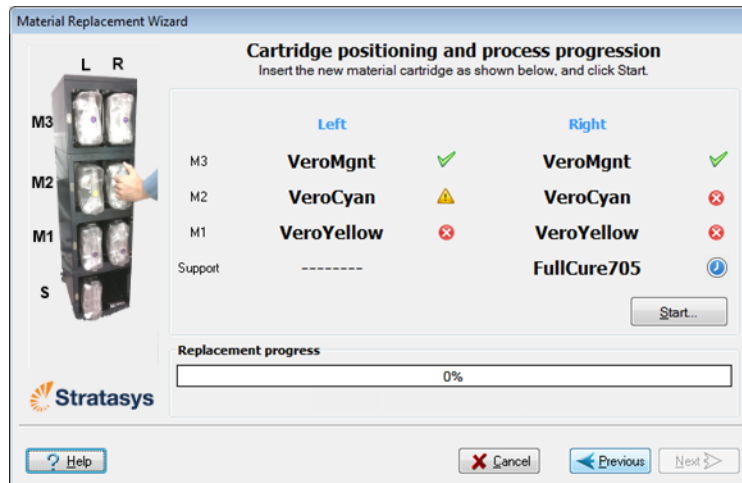 Material Replacement Wizard
Cartridge positioning and process progression
Insert the new material cartridge as shown below, and click Start.
L R
M3
M2
M1
S
Left Right
M3 VeroMgnt VeroMgnt
M2 VeroCyan VeroCyan
M1 VeroYellow VeroYellow
Support -------- FullCure705
Start...
Replacement progress
0%
Stratasys
? Help
Cancel
Previous
Next